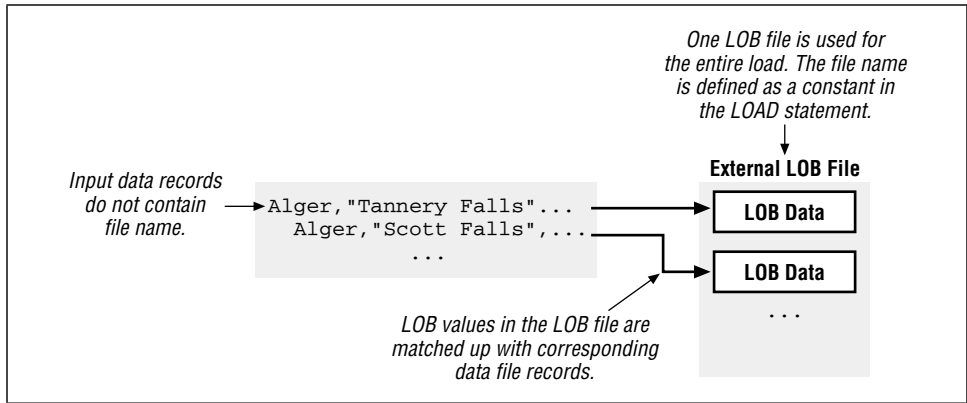 One LOB file is used for
the entire load. The file name
is defined as a constant in
the LOAD statement.
External LOB File
Input data records
do not contain
file name.
Alger,"Tannery Falls"...
Alger,"Scott Falls",...
...
LOB Data
LOB Data
...
LOB values in the LOB file are
matched up with corresponding
data file records.